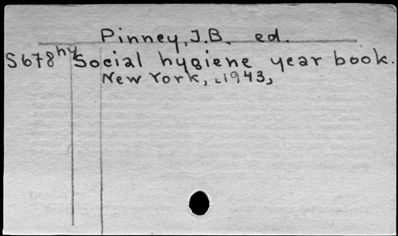 Pinney, J.B. ed.
S678hy Social hygiene year book.
New York, [1943]